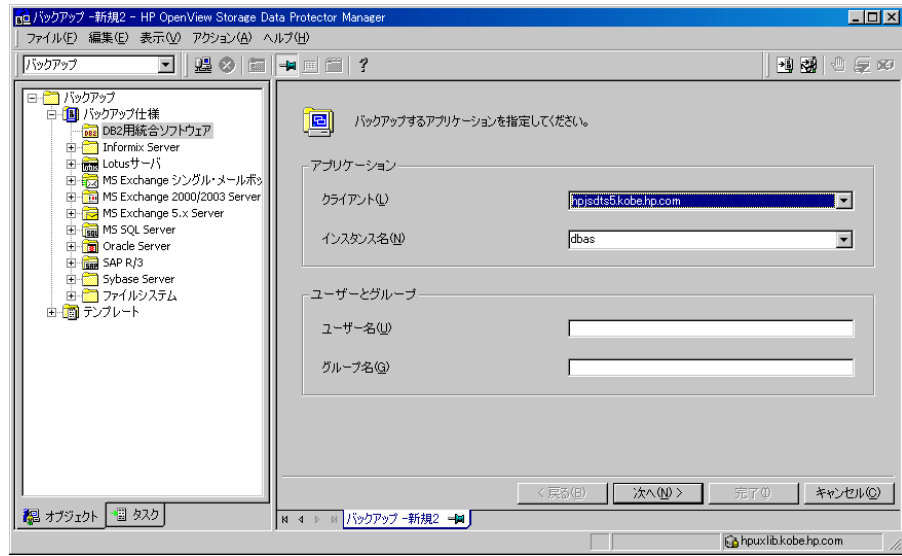 バックアップ -新規2 - HP OpenView Storage Data Protector Manager
ファイル(F) 編集(E) 表示(V) アクション(A) ヘルプ(H)
バックアップ
バックアップ
バックアップ仕様
DB2用統合ソフトウェア
Informix Server
Lotusサーバ
MS Exchange シングル・メールボッ
MS Exchange 2000/2003 Server
MS Exchange 5.x Server
MS SQL Server
Oracle Server
SAP R/3
Sybase Server
ファイルシステム
テンプレート
オブジェクト タスク
バックアップするアプリケーションを指定してください。
アプリケーション
クライアント(L) hpjsdts5.kobe.hp.com
インスタンス名(N) dbas
ユーザーとグループ
ユーザー名(U)
グループ名(G)
< 戻る(B) 次へ(N) > 完了(I) キャンセル(C)
バックアップ -新規2
hpuxlib.kobe.hp.com